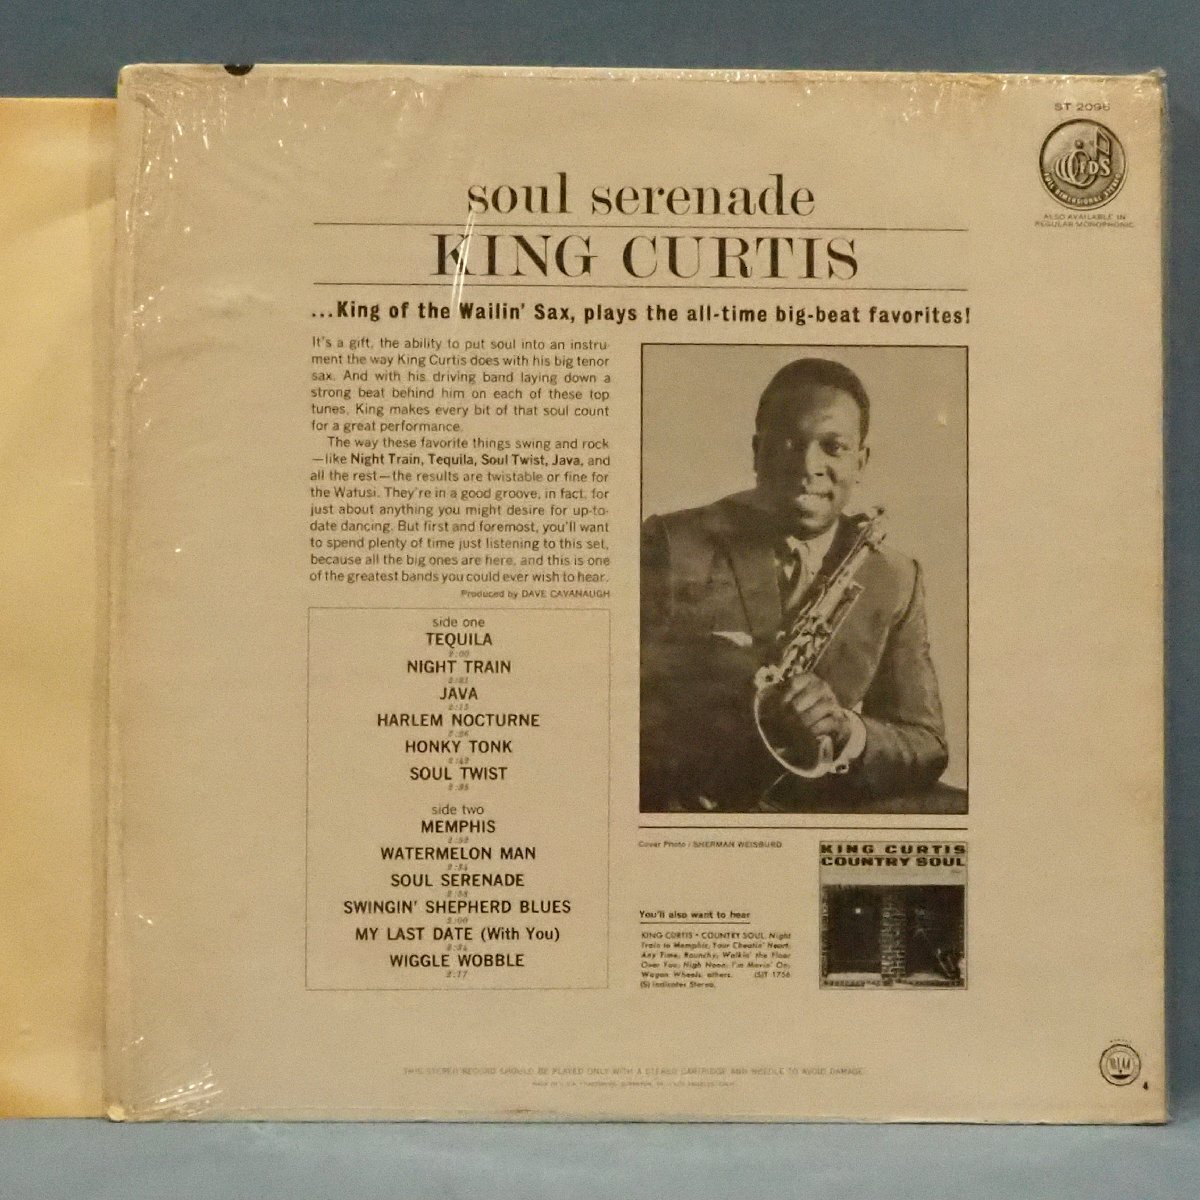 ST 2095
FDS
FULL DIMENSIONAL STEREO
ALSO AVAILABLE IN
REGULAR MONOPHONIC
soul serenade
KING CURTIS
...King of the Wailin' Sax, plays the all-time big-beat favorites!
It's a gift, the ability to put soul into an instru-
ment the way King Curtis does with his big tenor
sax. And with his driving band laying down a
strong beat behind him on each of these top
tunes, King makes every bit of that soul count
for a great performance.
The way these favorite things swing and rock
—like Night Train, Tequila, Soul Twist, Java, and
all the rest—the results are twistable or fine for
the Watusi. They're in a good groove, in fact, for
just about anything you might desire for up-to-
date dancing. But first and foremost, you'll want
to spend plenty of time just listening to this set,
because all the big ones are here, and this is one
of the greatest bands you could ever wish to hear.
Produced by DAVE CAVANAUGH
side one
TEQUILA
2:00
NIGHT TRAIN
JAVA
HARLEM NOCTURNE
HONKY TONK
SOUL TWIST
side two
MEMPHIS
WATERMELON MAN
SOUL SERENADE
SWINGIN' SHEPHERD BLUES
2:00
MY LAST DATE (With You)
WIGGLE WOBBLE
2:17
Cover Photo / SHERMAN WEISBURD
KING CURTIS
COUNTRY SOUL
You'll also want to hear
KING CURTIS • COUNTRY SOUL. Night
Train to Memphis, Your Cheatin' Heart,
Any Time, Raunchy, Walkin' the Floor
Over You, High Noon, I'm Movin' On,
Wagon Wheels, others. (S)T 1756
(S) indicates Stereo.
THIS STEREO RECORD SHOULD BE PLAYED ONLY WITH A STEREO CARTRIDGE AND NEEDLE TO AVOID DAMAGE
4